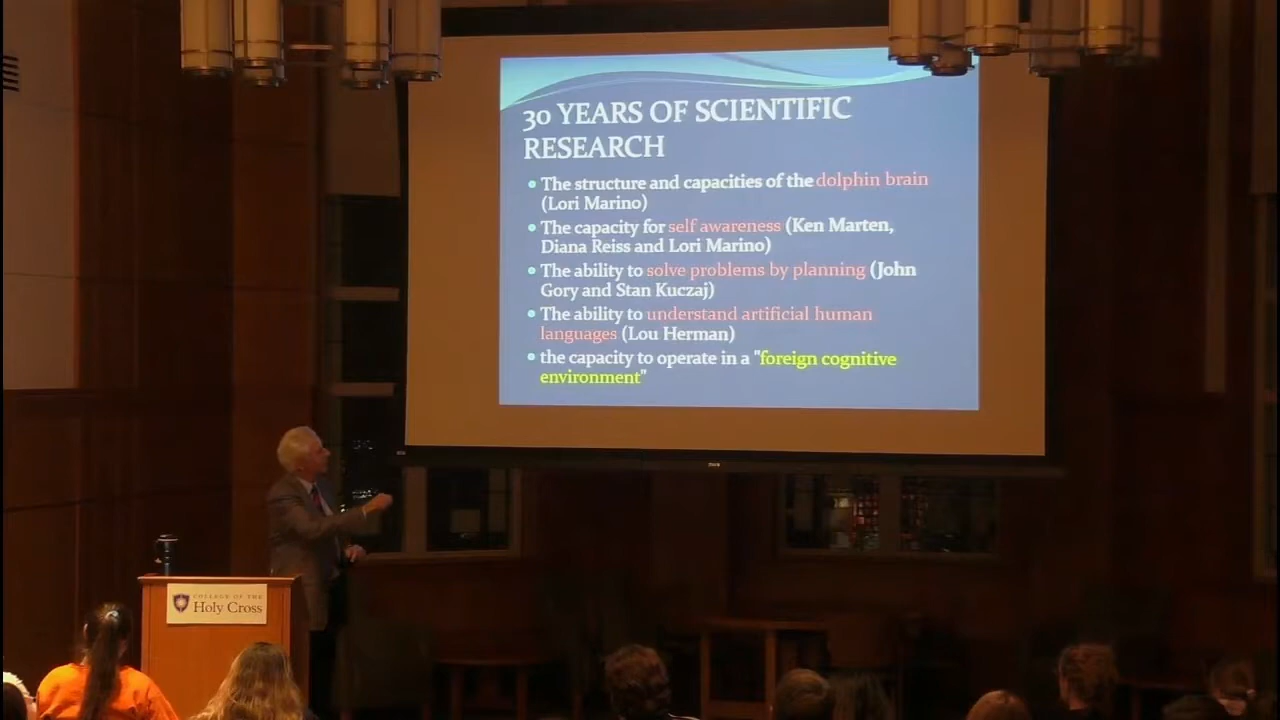 30 YEARS OF SCIENTIFIC
RESEARCH
• The structure and capacities of the dolphin brain
(Lori Marino)
• The capacity for self awareness (Ken Marten,
Diana Reiss and Lori Marino)
• The ability to solve problems by planning (John
Gory and Stan Kuczaj)
• The ability to understand artificial human
languages (Lou Herman)
• the capacity to operate in a "foreign cognitive
environment"
COLLEGE OF THE
Holy Cross